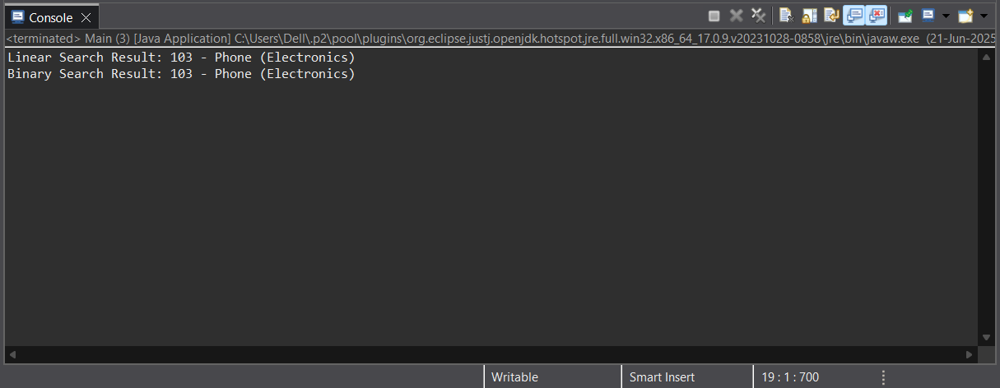 Console
<terminated> Main (3) [Java Application] C:\Users\Dell\.p2\pool\plugins\org.eclipse.justj.openjdk.hotspot.jre.full.win32.x86_64_17.0.9.v20231028-0858\jre\bin\javaw.exe (21-Jun-2025
Linear Search Result: 103 - Phone (Electronics)
Binary Search Result: 103 - Phone (Electronics)
Writable Smart Insert 19 : 1 : 700